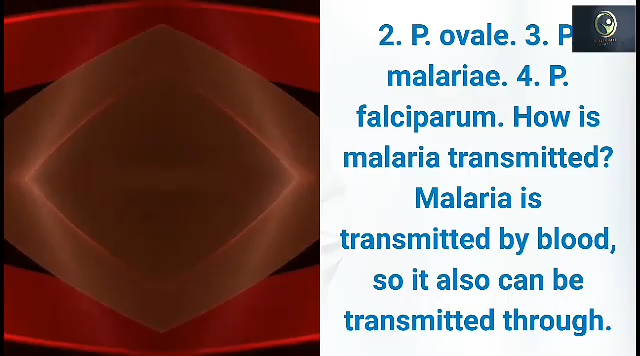 2. P. ovale. 3. P.
malariae. 4. P.
falciparum. How is
malaria transmitted?
Malaria is
transmitted by blood,
so it also can be
transmitted through.